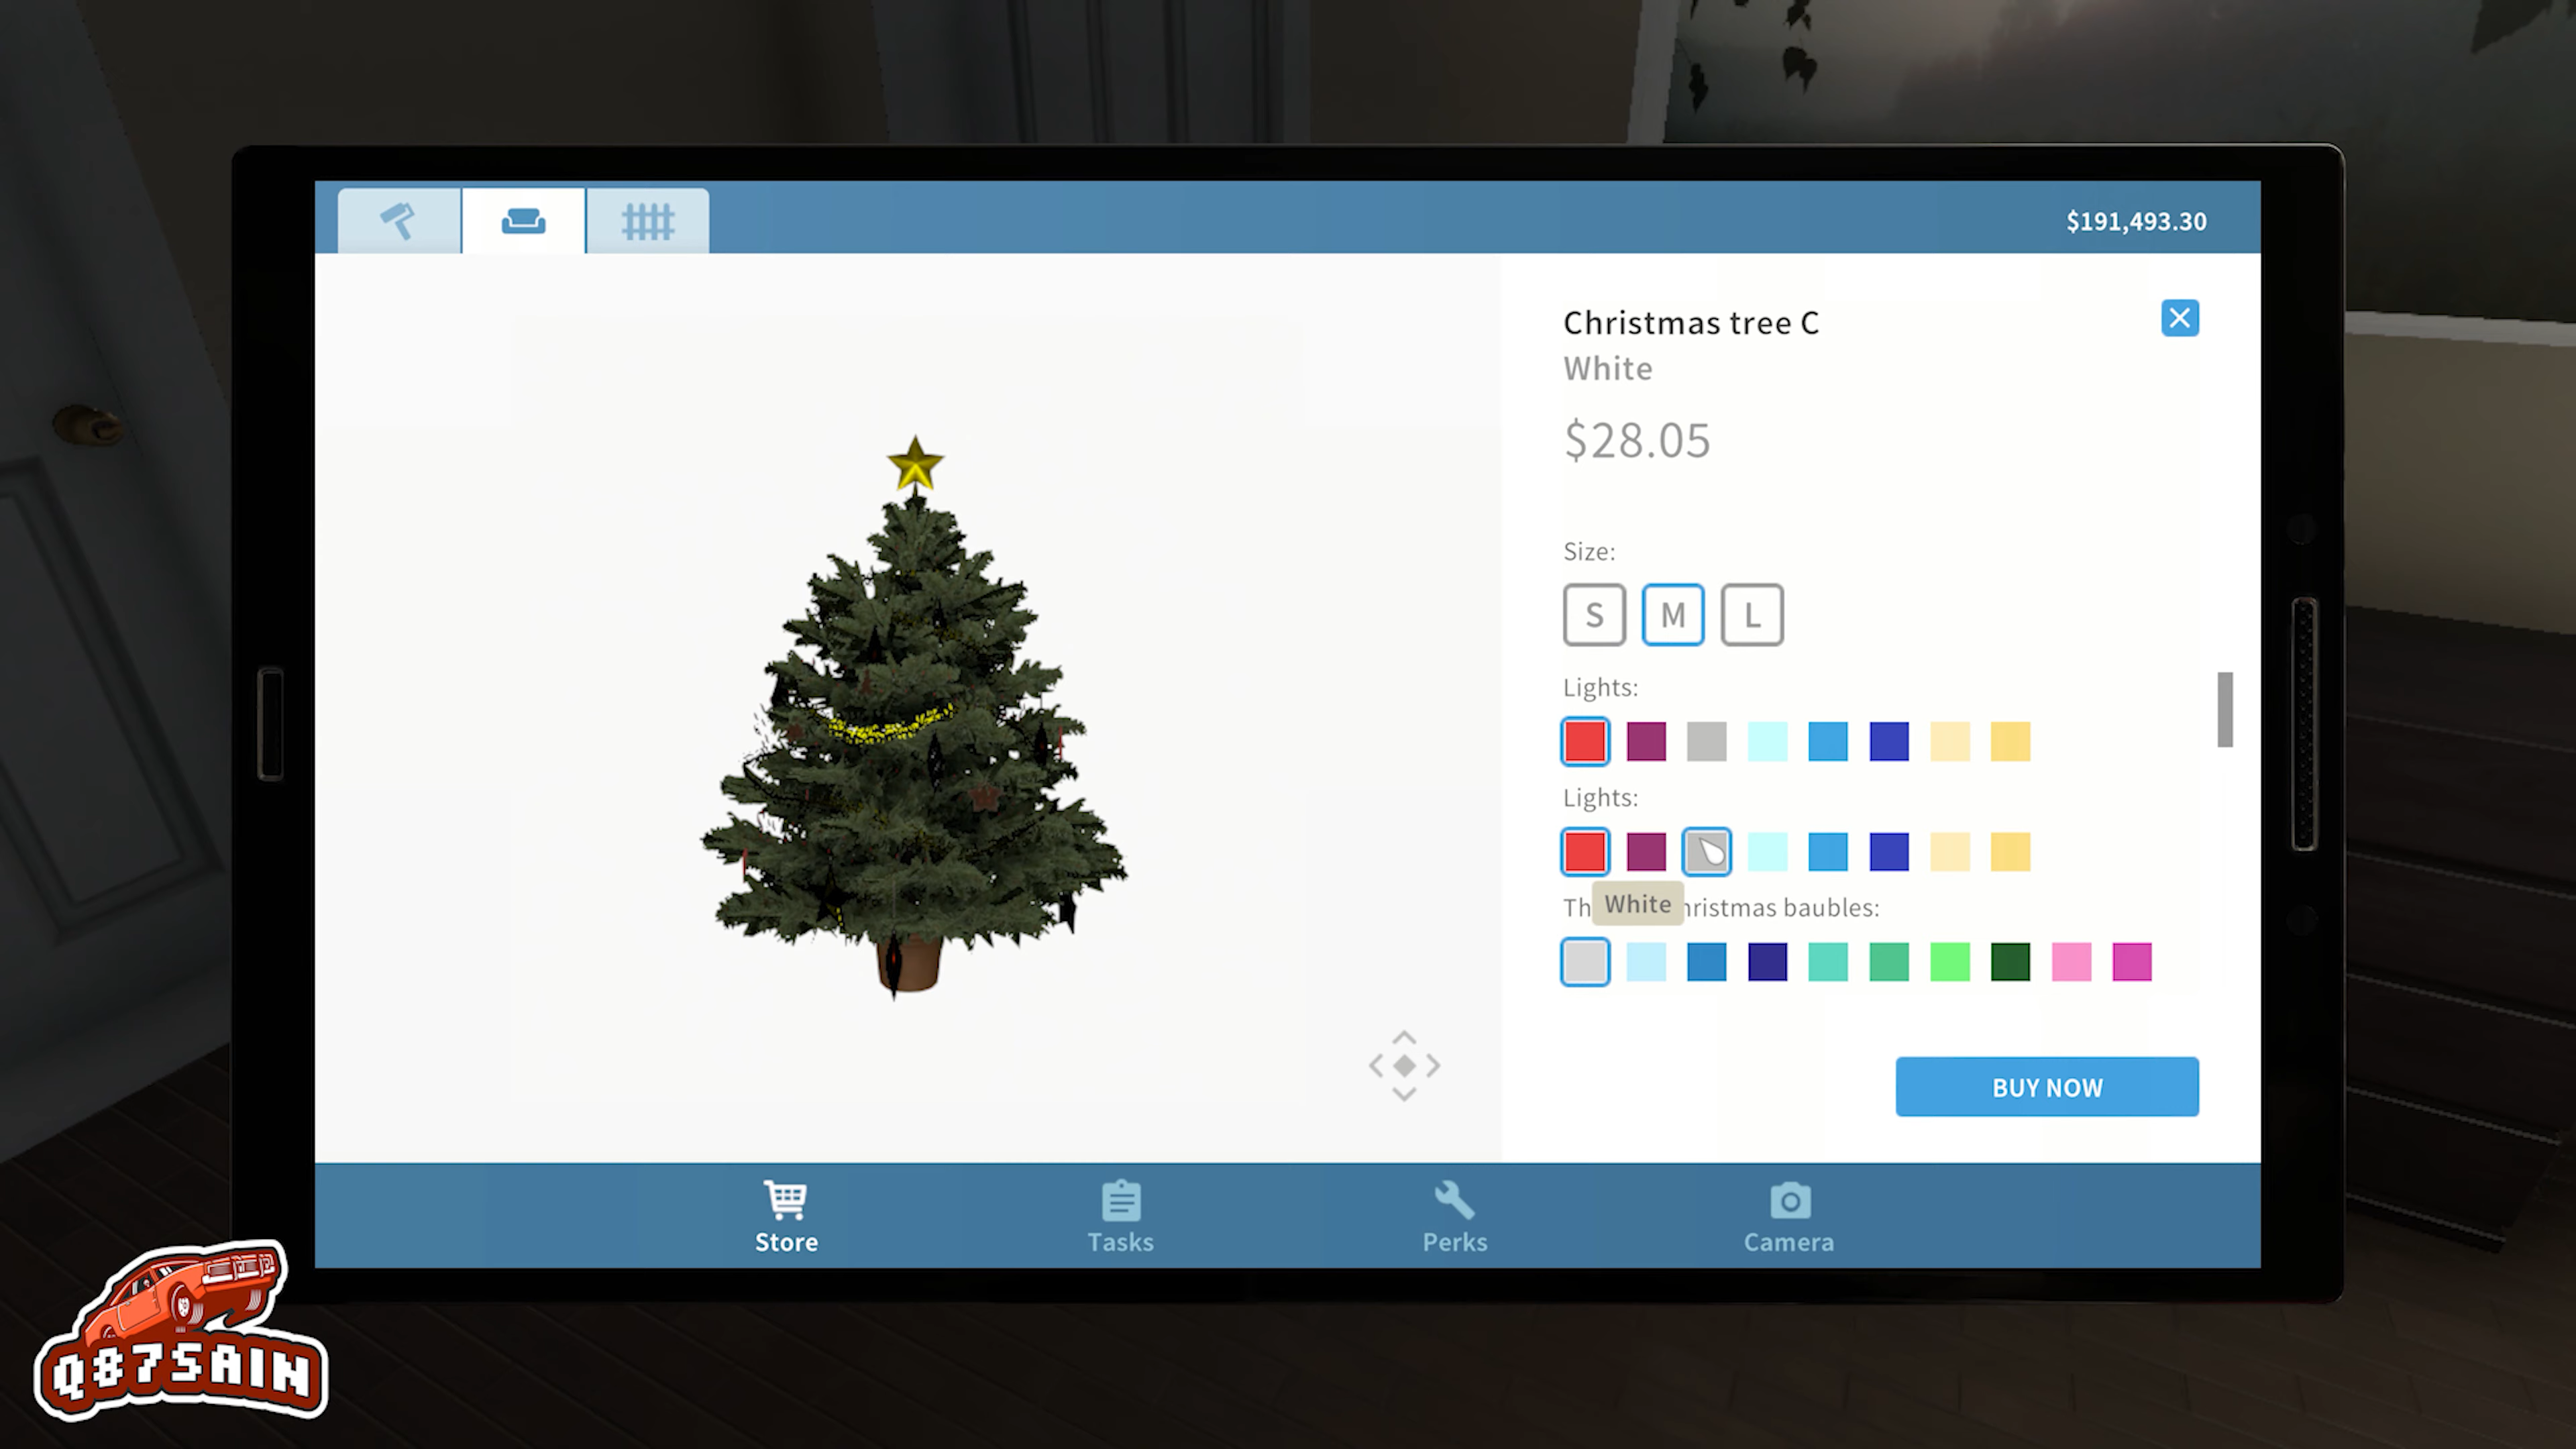 $191,493.30
Christmas tree C
White
$28.05
Size:
S M L
Lights:
Lights:
White
Th
ristmas baubles:
BUY NOW
Store
Tasks
Perks
Camera
Q87SAIN